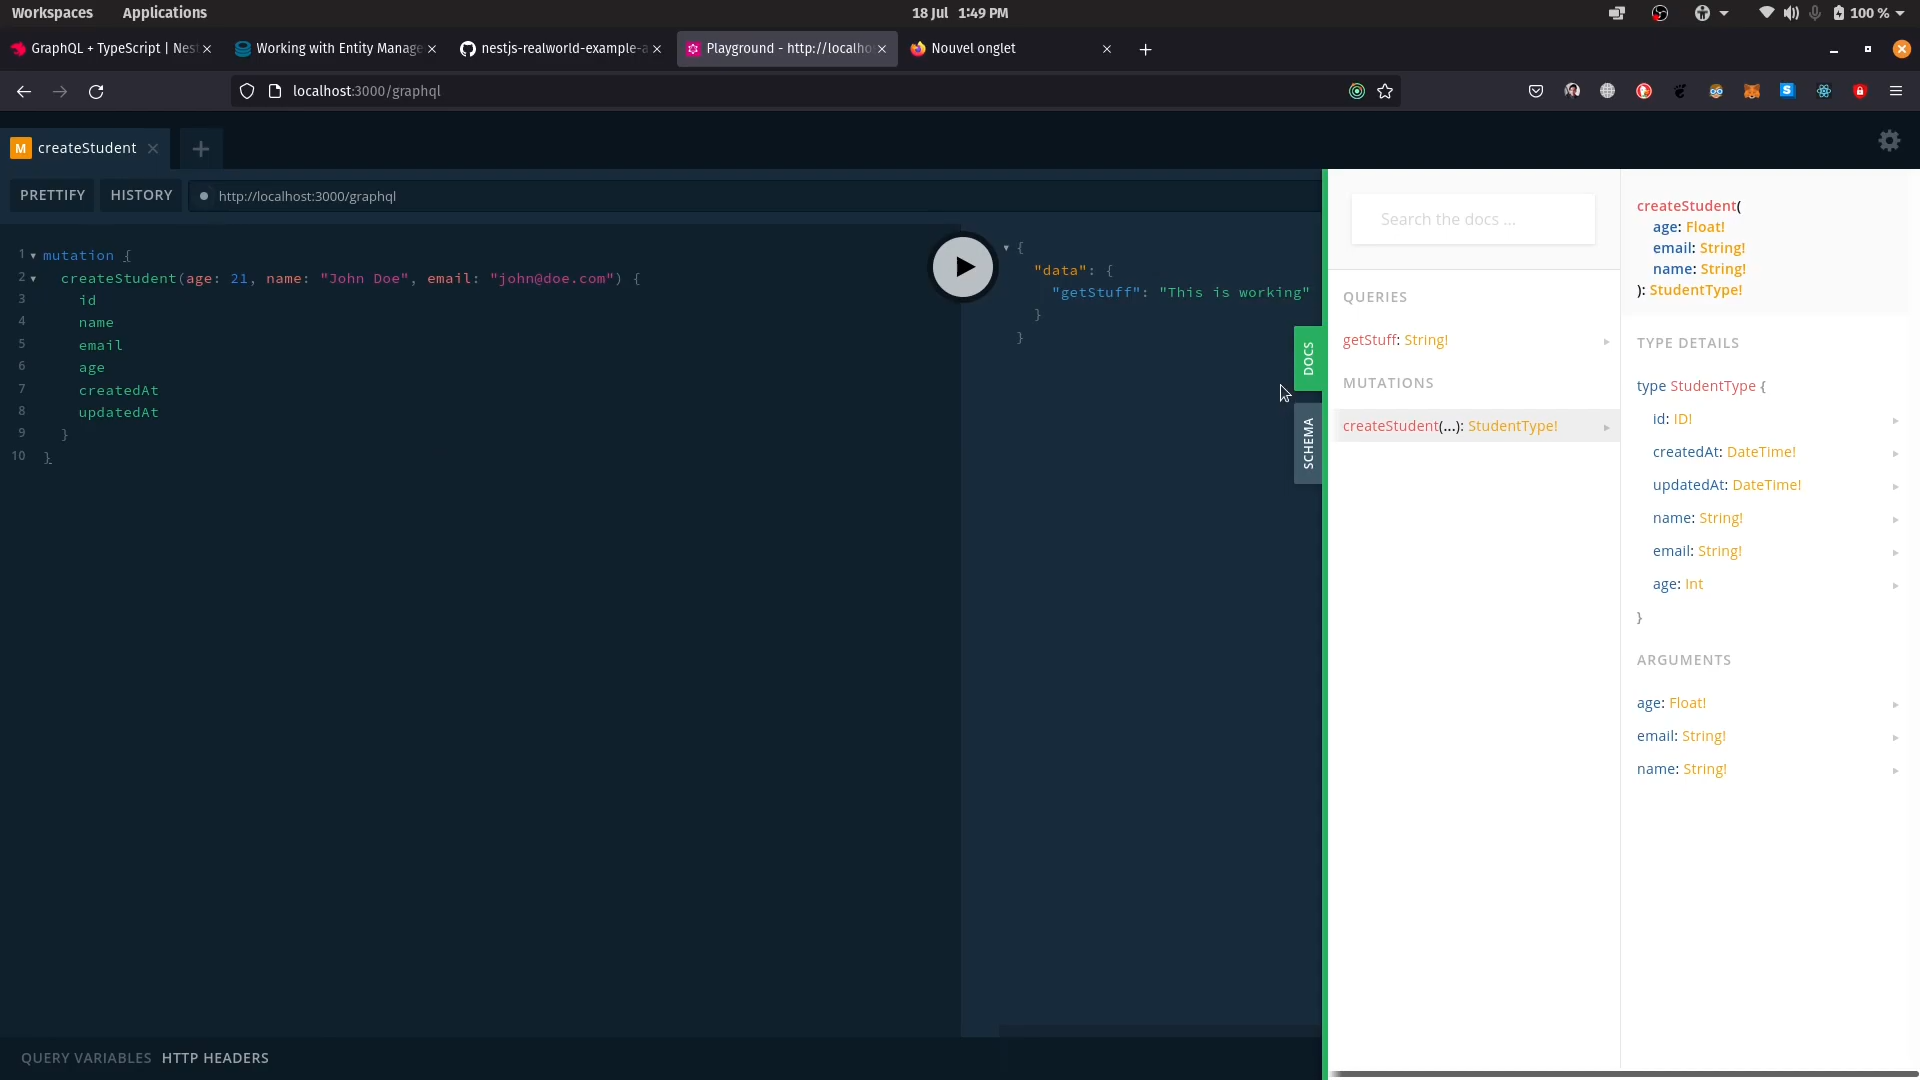 Workspaces Applications 18 Jul 1:49 PM 100 %
GraphQL + TypeScript | Nes Working with Entity Manage nestjs-realworld-example-a Playground - http://localho Nouvel onglet
localhost:3000/graphql
M createStudent
PRETTIFY HISTORY http://localhost:3000/graphql
1 mutation {
2 createStudent(age: 21, name: "John Doe", email: "john@doe.com") {
3 id
4 name
5 email
6 age
7 createdAt
8 updatedAt
9 }
10 }
{
"data": {
"getStuff": "This is working"
}
}
DOCS
SCHEMA
Search the docs ...
QUERIES
getStuff: String!
MUTATIONS
createStudent(...): StudentType!
createStudent(
age: Float!
email: String!
name: String!
): StudentType!
TYPE DETAILS
type StudentType {
id: ID!
createdAt: DateTime!
updatedAt: DateTime!
name: String!
email: String!
age: Int
}
ARGUMENTS
age: Float!
email: String!
name: String!
QUERY VARIABLES HTTP HEADERS